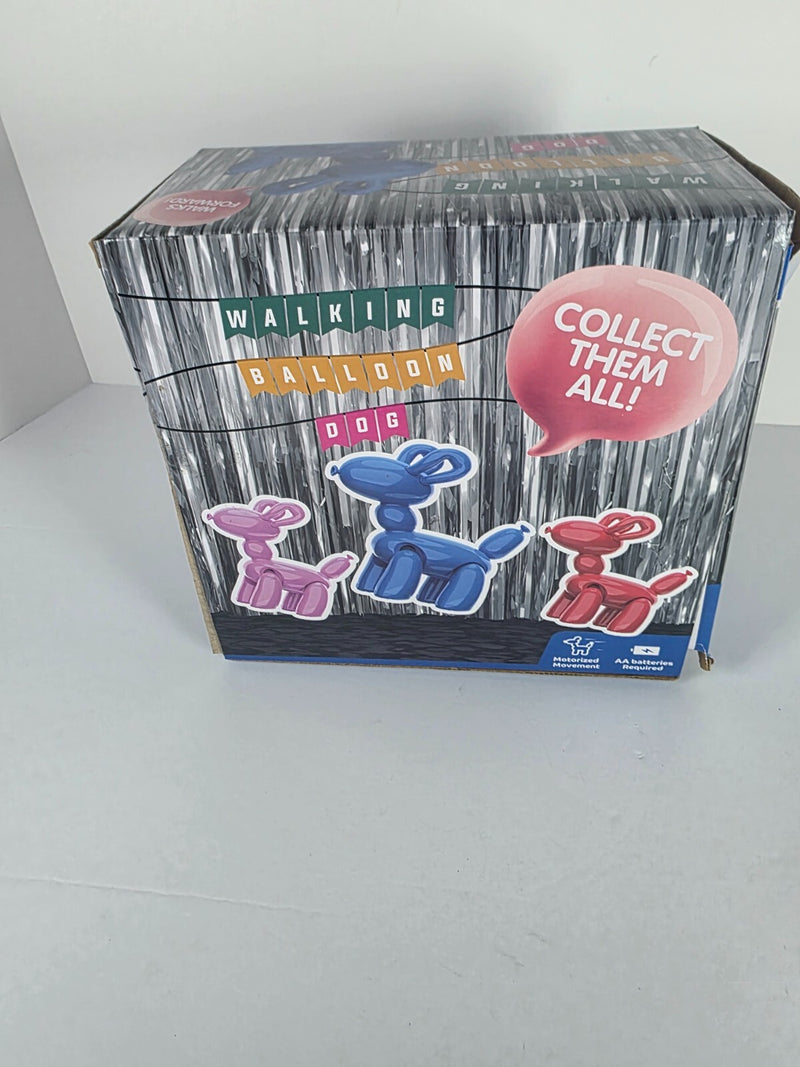 DOG
BALLOON
WALKING
WALKS
FORWARD!
WALKING
BALLOON
DOG
COLLECT
THEM
ALL!
Motorized
Movement
AA batteries
Required